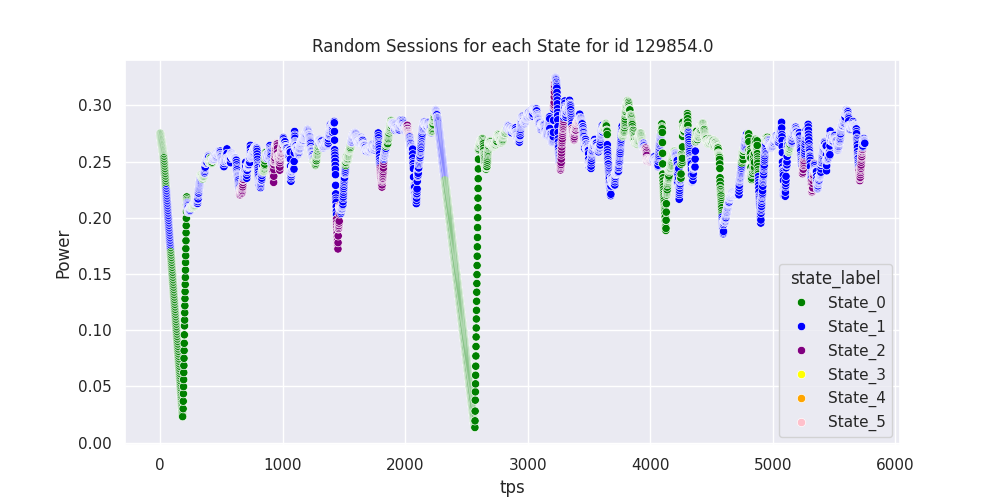 Random Sessions for each State for id 129854.0
Power
0.30
0.25
0.20
0.15
0.10
0.05
0.00
0 1000 2000 3000 4000 5000 6000
tps
state_label
State_0
State_1
State_2
State_3
State_4
State_5